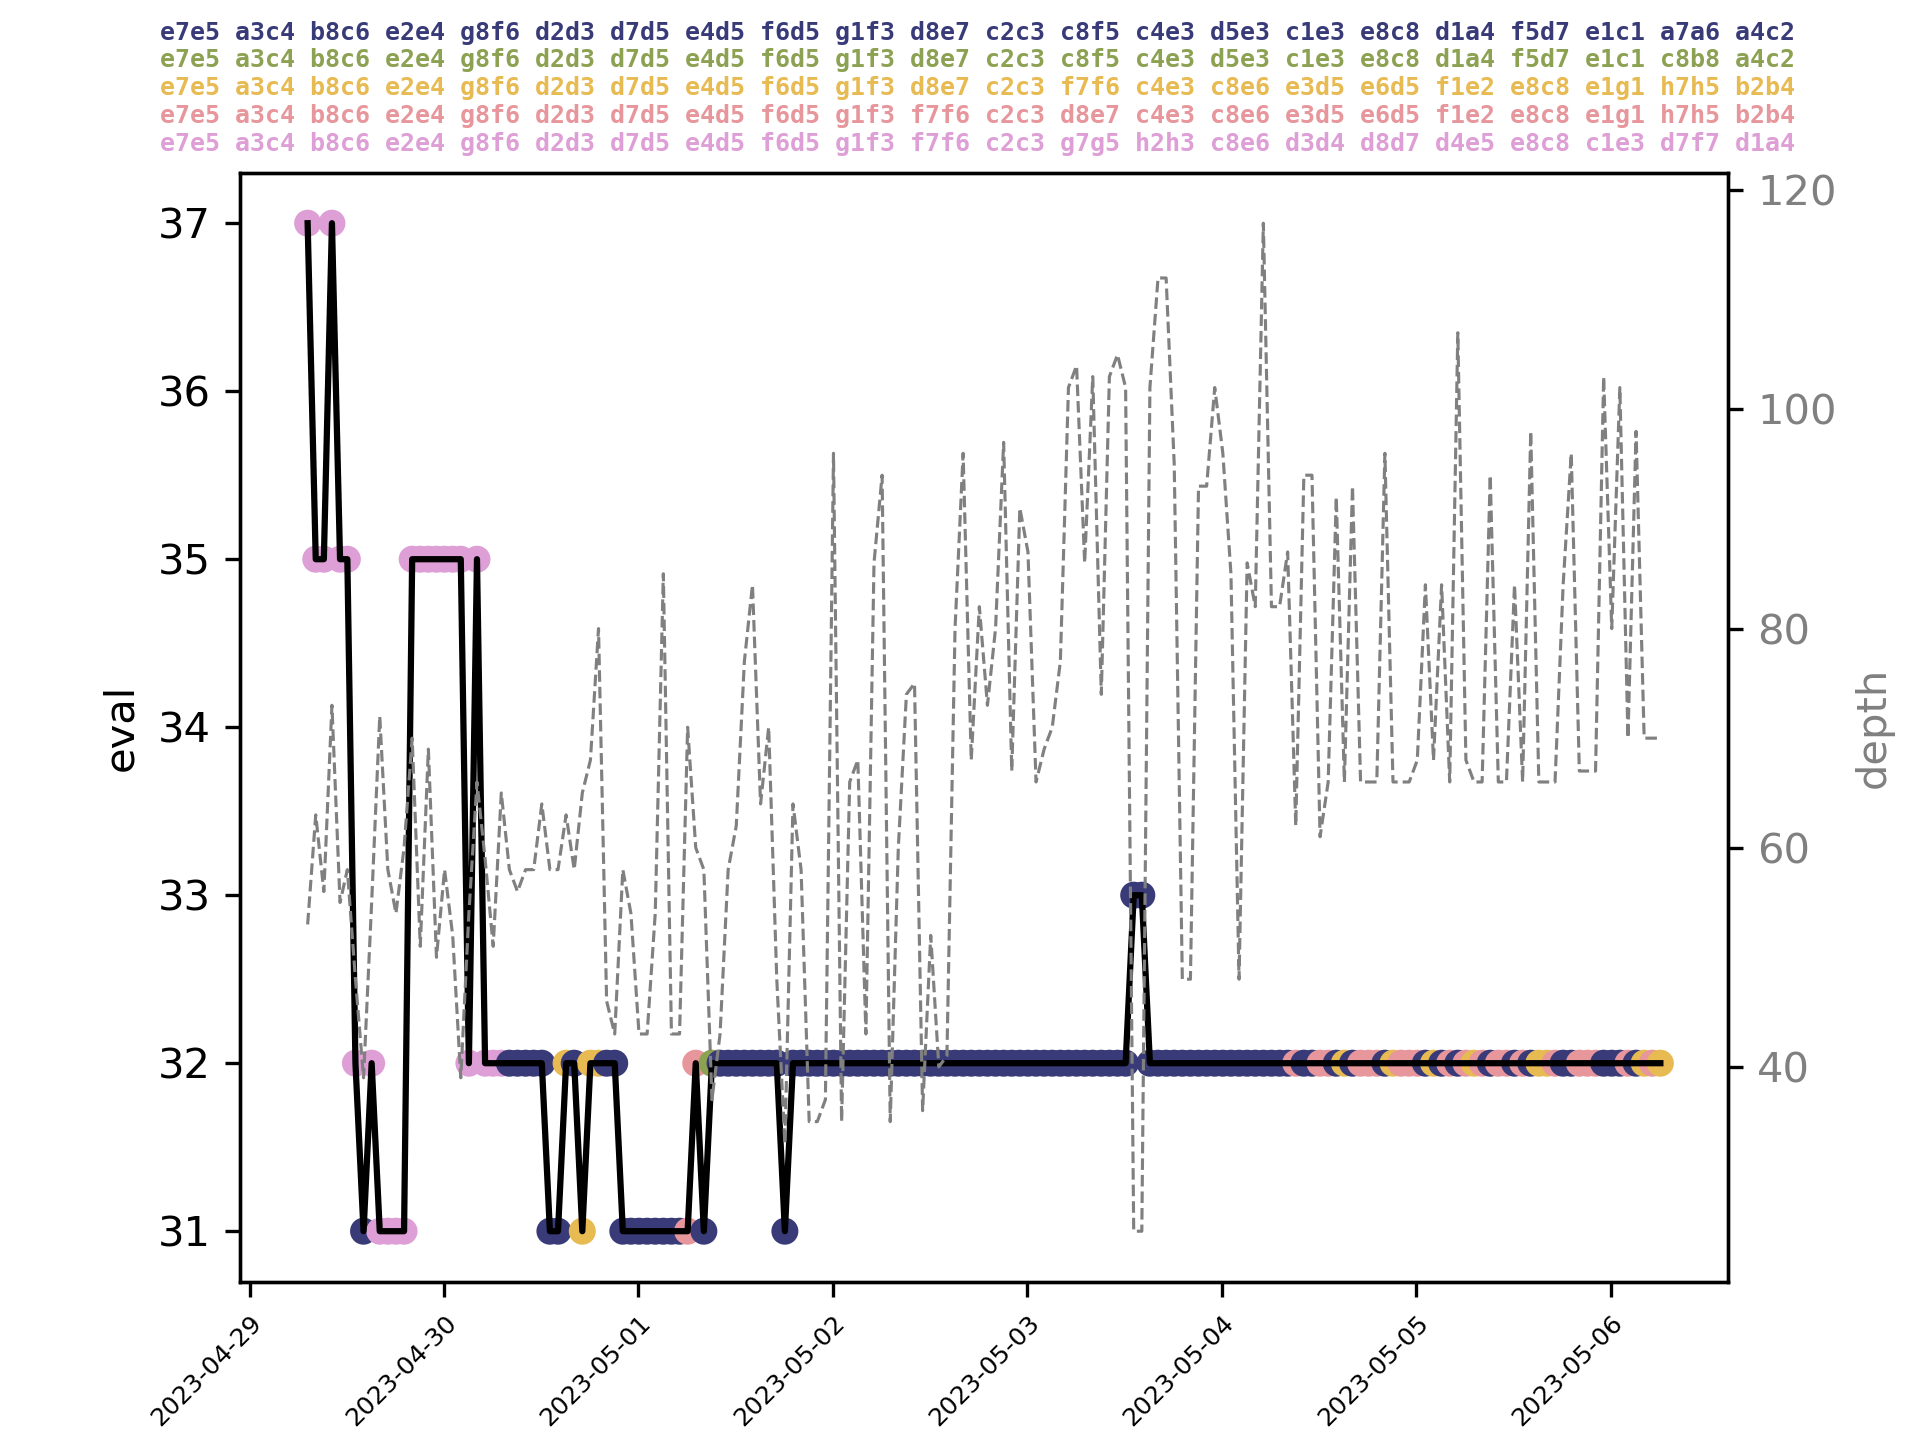 e7e5 a3c4 b8c6 e2e4 g8f6 d2d3 d7d5 e4d5 f6d5 g1f3 d8e7 c2c3 c8f5 c4e3 d5e3 c1e3 e8c8 d1a4 f5d7 e1c1 a7a6 a4c2
e7e5 a3c4 b8c6 e2e4 g8f6 d2d3 d7d5 e4d5 f6d5 g1f3 d8e7 c2c3 c8f5 c4e3 d5e3 c1e3 e8c8 d1a4 f5d7 e1c1 c8b8 a4c2
e7e5 a3c4 b8c6 e2e4 g8f6 d2d3 d7d5 e4d5 f6d5 g1f3 d8e7 c2c3 f7f6 c4e3 c8e6 e3d5 e6d5 f1e2 e8c8 e1g1 h7h5 b2b4
e7e5 a3c4 b8c6 e2e4 g8f6 d2d3 d7d5 e4d5 f6d5 g1f3 f7f6 c2c3 d8e7 c4e3 c8e6 e3d5 e6d5 f1e2 e8c8 e1g1 h7h5 b2b4
e7e5 a3c4 b8c6 e2e4 g8f6 d2d3 d7d5 e4d5 f6d5 g1f3 f7f6 c2c3 g7g5 h2h3 c8e6 d3d4 d8d7 d4e5 e8c8 c1e3 d7f7 d1a4
37
36
35
34
33
32
31
eval
120
100
80
60
40
depth
2023-04-29
2023-04-30
2023-05-01
2023-05-02
2023-05-03
2023-05-04
2023-05-05
2023-05-06